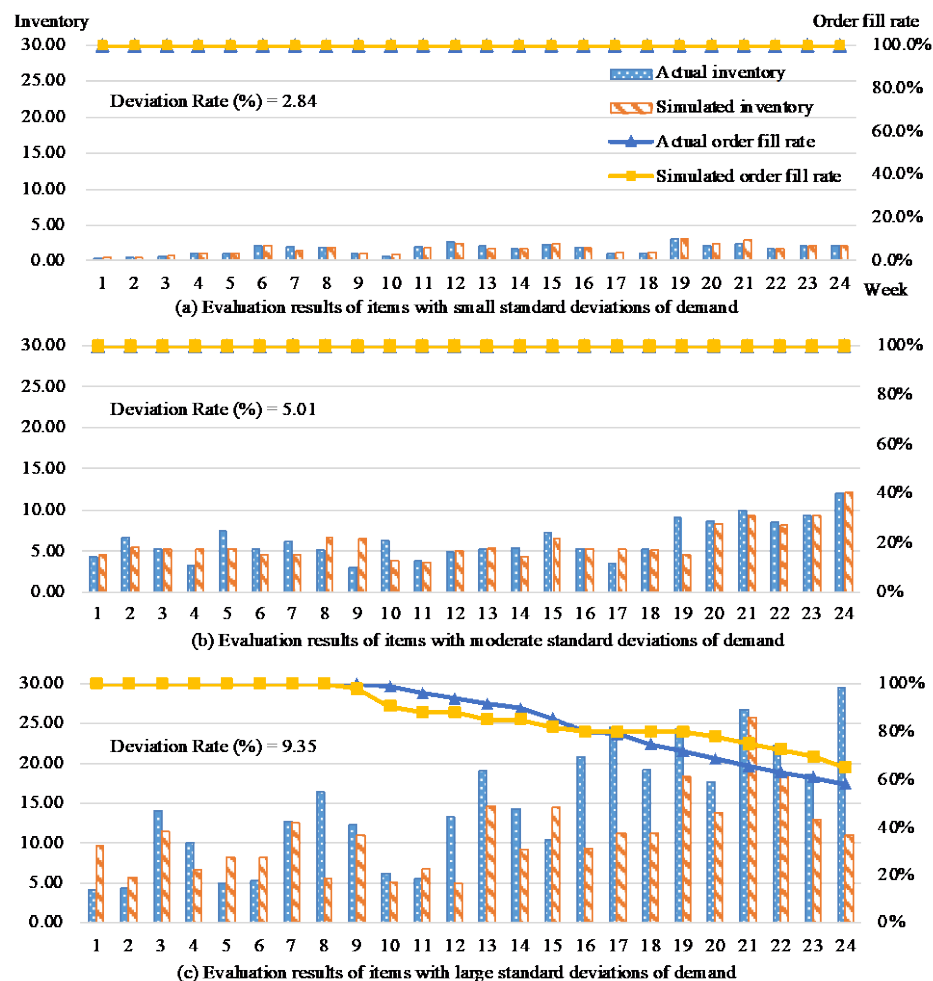 Inventory Order fill rate
30.00 100.0%
Actual inventory
25.00 80.0%
Deviation Rate (%) = 2.84 Simulated inventory
20.00
60.0%
Actual order fill rate
15.00
40.0%
Simulated order fill rate
10.00
5.00 20.0%
0.00 0.0%
1 2 3 4 5 6 7 8 9 10 11 12 13 14 15 16 17 18 19 20 21 22 23 24 Week
(a) Evaluation results of items with small standard deviations of demand
30.00 100%
25.00
80%
Deviation Rate (%) = 5.01
20.00
60%
15.00
40%
10.00
5.00 20%
0.00 0%
1 2 3 4 5 6 7 8 9 10 11 12 13 14 15 16 17 18 19 20 21 22 23 24
(b) Evaluation results of items with moderate standard deviations of demand
30.00 100%
25.00
80%
Deviation Rate (%) = 9.35
20.00
60%
15.00
40%
10.00
5.00 20%
0.00 0%
1 2 3 4 5 6 7 8 9 10 11 12 13 14 15 16 17 18 19 20 21 22 23 24
(c) Evaluation results of items with large standard deviations of demand